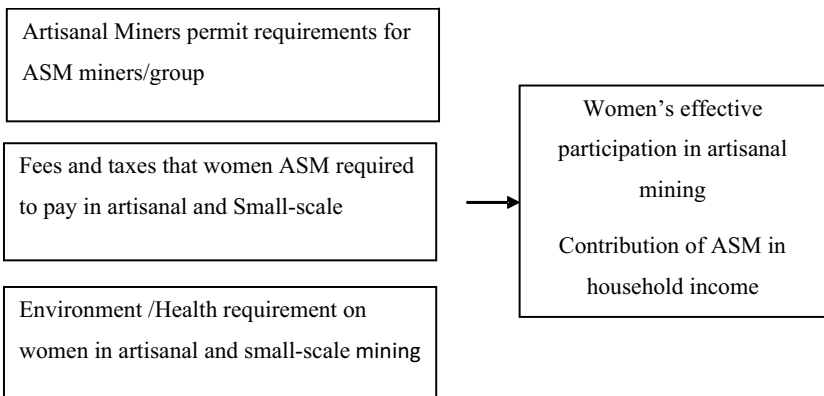 Artisanal Miners permit requirements for
ASM miners/group
Fees and taxes that women ASM required
to pay in artisanal and Small-scale
Environment /Health requirement on
women in artisanal and small-scale mining
Women’s effective
participation in artisanal
mining
Contribution of ASM in
household income